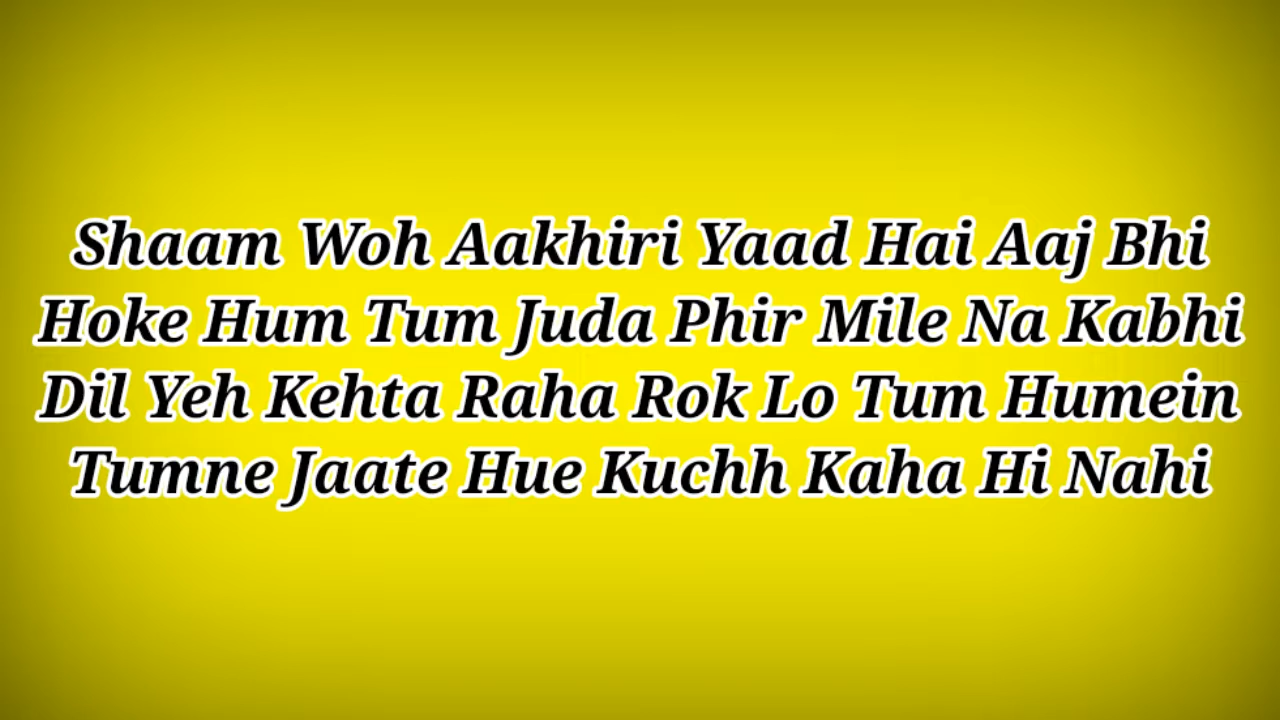 Shaam Woh Aakhiri Yaad Hai Aaj Bhi
Hoke Hum Tum Juda Phir Mile Na Kabhi
Dil Yeh Kehta Raha Rok Lo Tum Humein
Tumne Jaate Hue Kuchh Kaha Hi Nahi